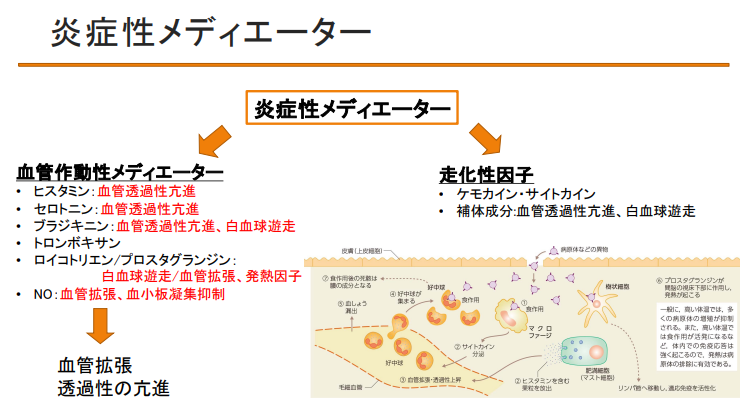 炎症性メディエーター
炎症性メディエーター
血管作動性メディエーター
• ヒスタミン：血管透過性亢進
• セロトニン：血管透過性亢進
• ブラジキニン：血管透過性亢進、白血球遊走
• トロンボキサン
• ロイコトリエン/プロスタグランジン：
白血球遊走/血管拡張、発熱因子
• NO：血管拡張、血小板凝集抑制
血管拡張
透過性の亢進
走化性因子
• ケモカイン・サイトカイン
• 補体成分:血管透過性亢進、白血球遊走
皮膚(上皮細胞)
病原体などの異物
⑦食作用後の死骸は
膿の成分となる
④好中球が
集まる
好中球
食作用
①
食作用
樹状細胞
⑥プロスタグランジンが
間脳の視床下部に作用し、
発熱が起こる
⑤血しょう
漏出
マクロ
ファージ
一般に、高い体温では、多
くの病原体の増殖が抑制
される。また、高い体温で
は食作用が活発になるな
ど、体内での免疫応答は
強く起こるので、発熱は病
原体の排除に有効である。
②サイトカイン
分泌
好中球
肥満細胞
(マスト細胞)
③血管拡張・透過性上昇
毛細血管
②ヒスタミンを含む
顆粒を放出
リンパ節へ移動し、適応免疫を活性化